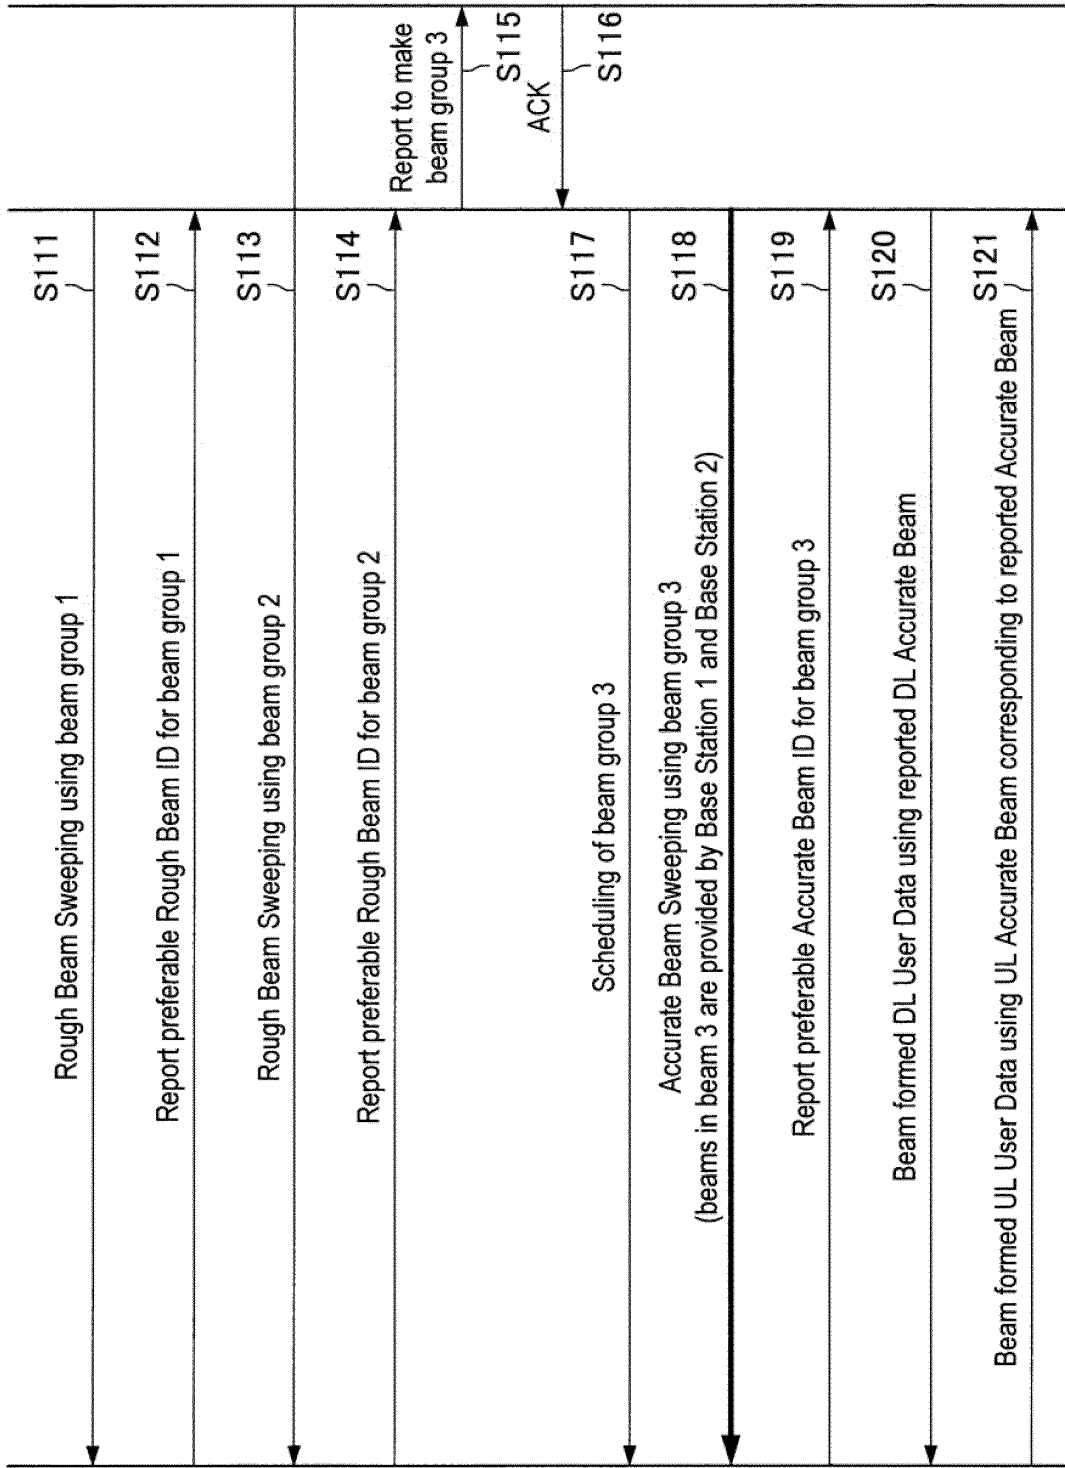 S111
Rough Beam Sweeping using beam group 1
S112
Report preferable Rough Beam ID for beam group 1
S113
Rough Beam Sweeping using beam group 2
S114
Report preferable Rough Beam ID for beam group 2
Report to make
beam group 3
S115
ACK
S116
S117
Scheduling of beam group 3
S118
Accurate Beam Sweeping using beam group 3
(beams in beam 3 are provided by Base Station 1 and Base Station 2)
S119
Report preferable Accurate Beam ID for beam group 3
S120
Beam formed DL User Data using reported DL Accurate Beam
S121
Beam formed UL User Data using UL Accurate Beam corresponding to reported Accurate Beam